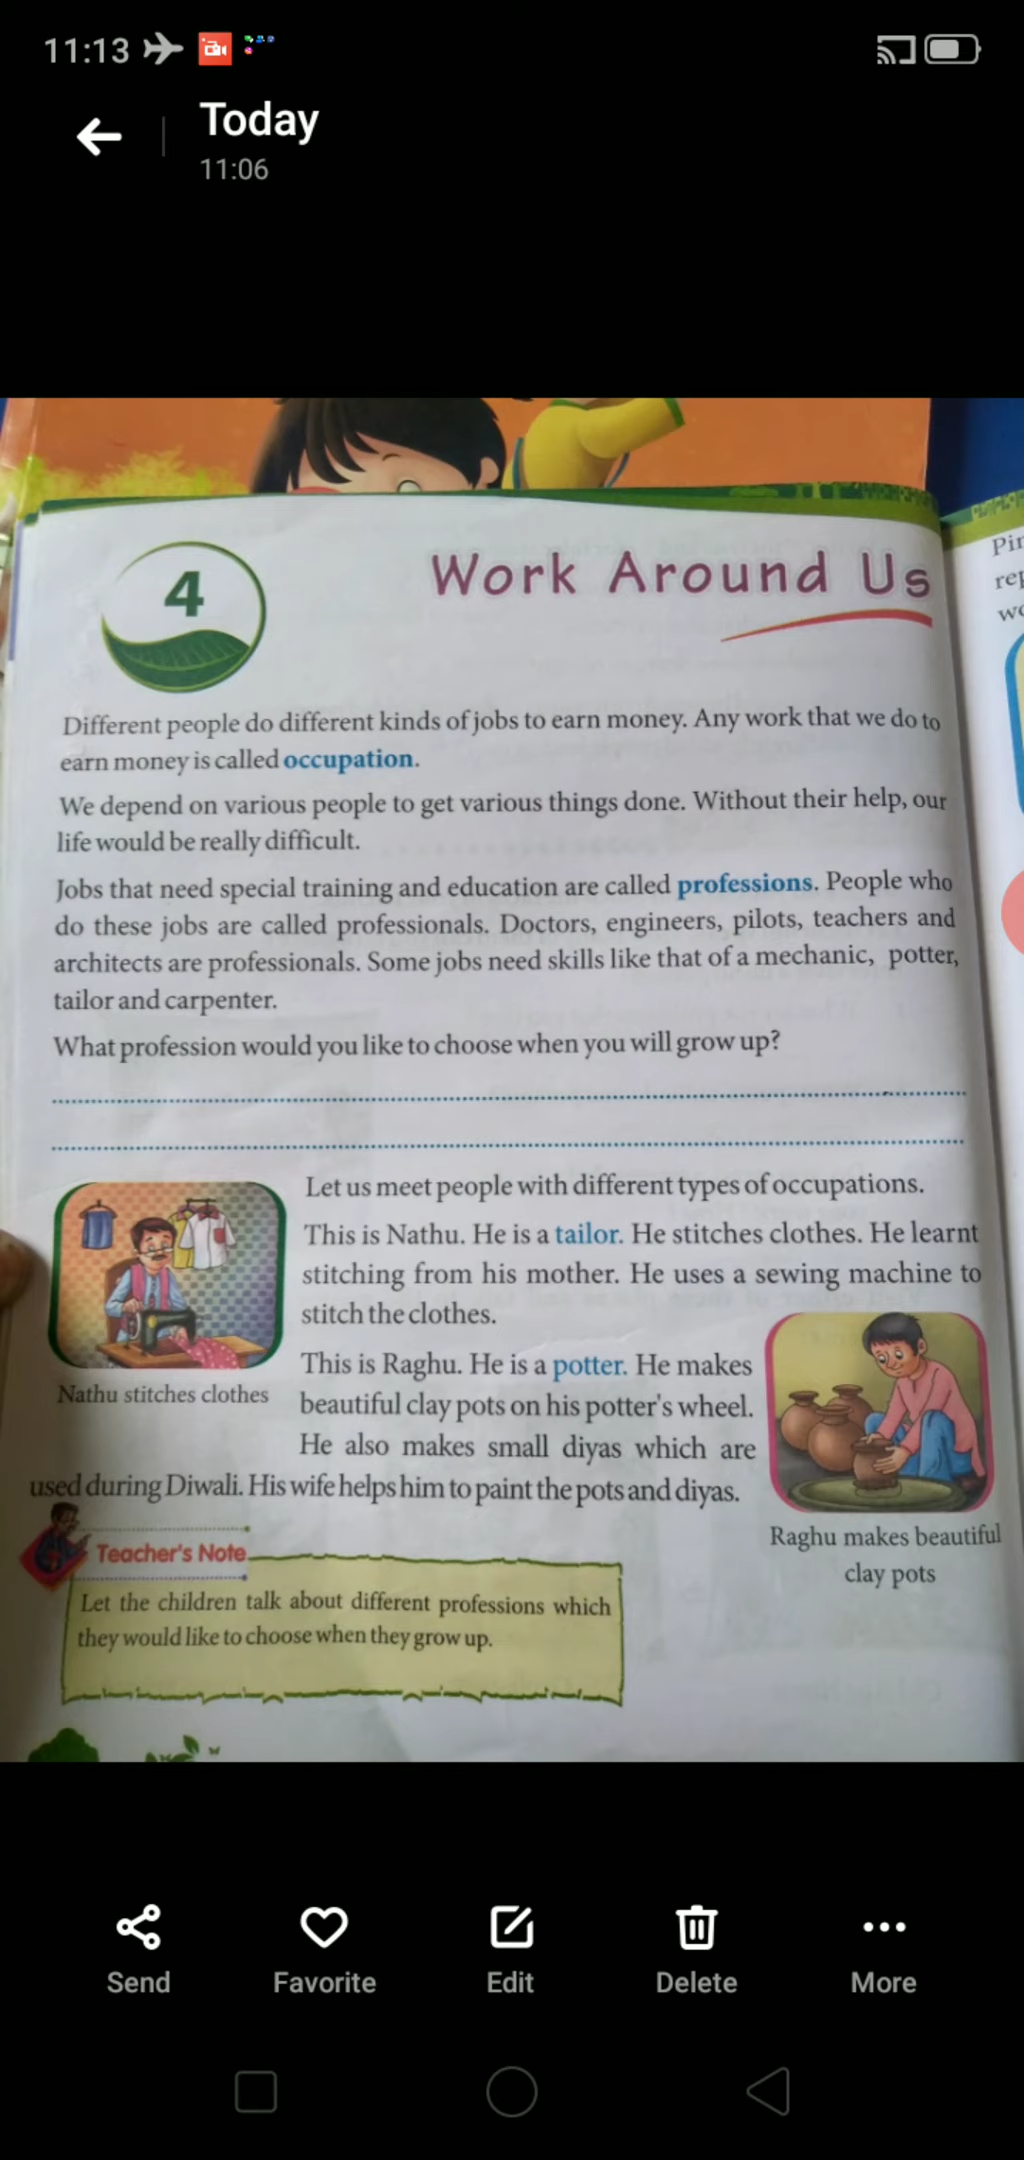 11:13
Today
11:06
4
Work Around Us
Different people do different kinds of jobs to earn money. Any work that we do to
earn money is called occupation.
We depend on various people to get various things done. Without their help, our
life would be really difficult.
Jobs that need special training and education are called professions. People who
do these jobs are called professionals. Doctors, engineers, pilots, teachers and
architects are professionals. Some jobs need skills like that of a mechanic, potter,
tailor and carpenter.
What profession would you like to choose when you will grow up?
Let us meet people with different types of occupations.
This is Nathu. He is a tailor. He stitches clothes. He learnt
stitching from his mother. He uses a sewing machine to
stitch the clothes.
Nathu stitches clothes
This is Raghu. He is a potter. He makes
beautiful clay pots on his potter's wheel.
He also makes small diyas which are
used during Diwali. His wife helps him to paint the pots and diyas.
Raghu makes beautiful
clay pots
Teacher's Note
Let the children talk about different professions which
they would like to choose when they grow up.
Send
Favorite
Edit
Delete
More